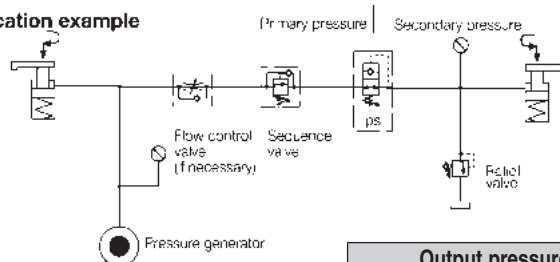 cation example
Primary pressure
Secondary pressure
Flow control
valve
(if necessary)
Sequence
valve
ps
Relief
valve
Pressure generator
Output pressure